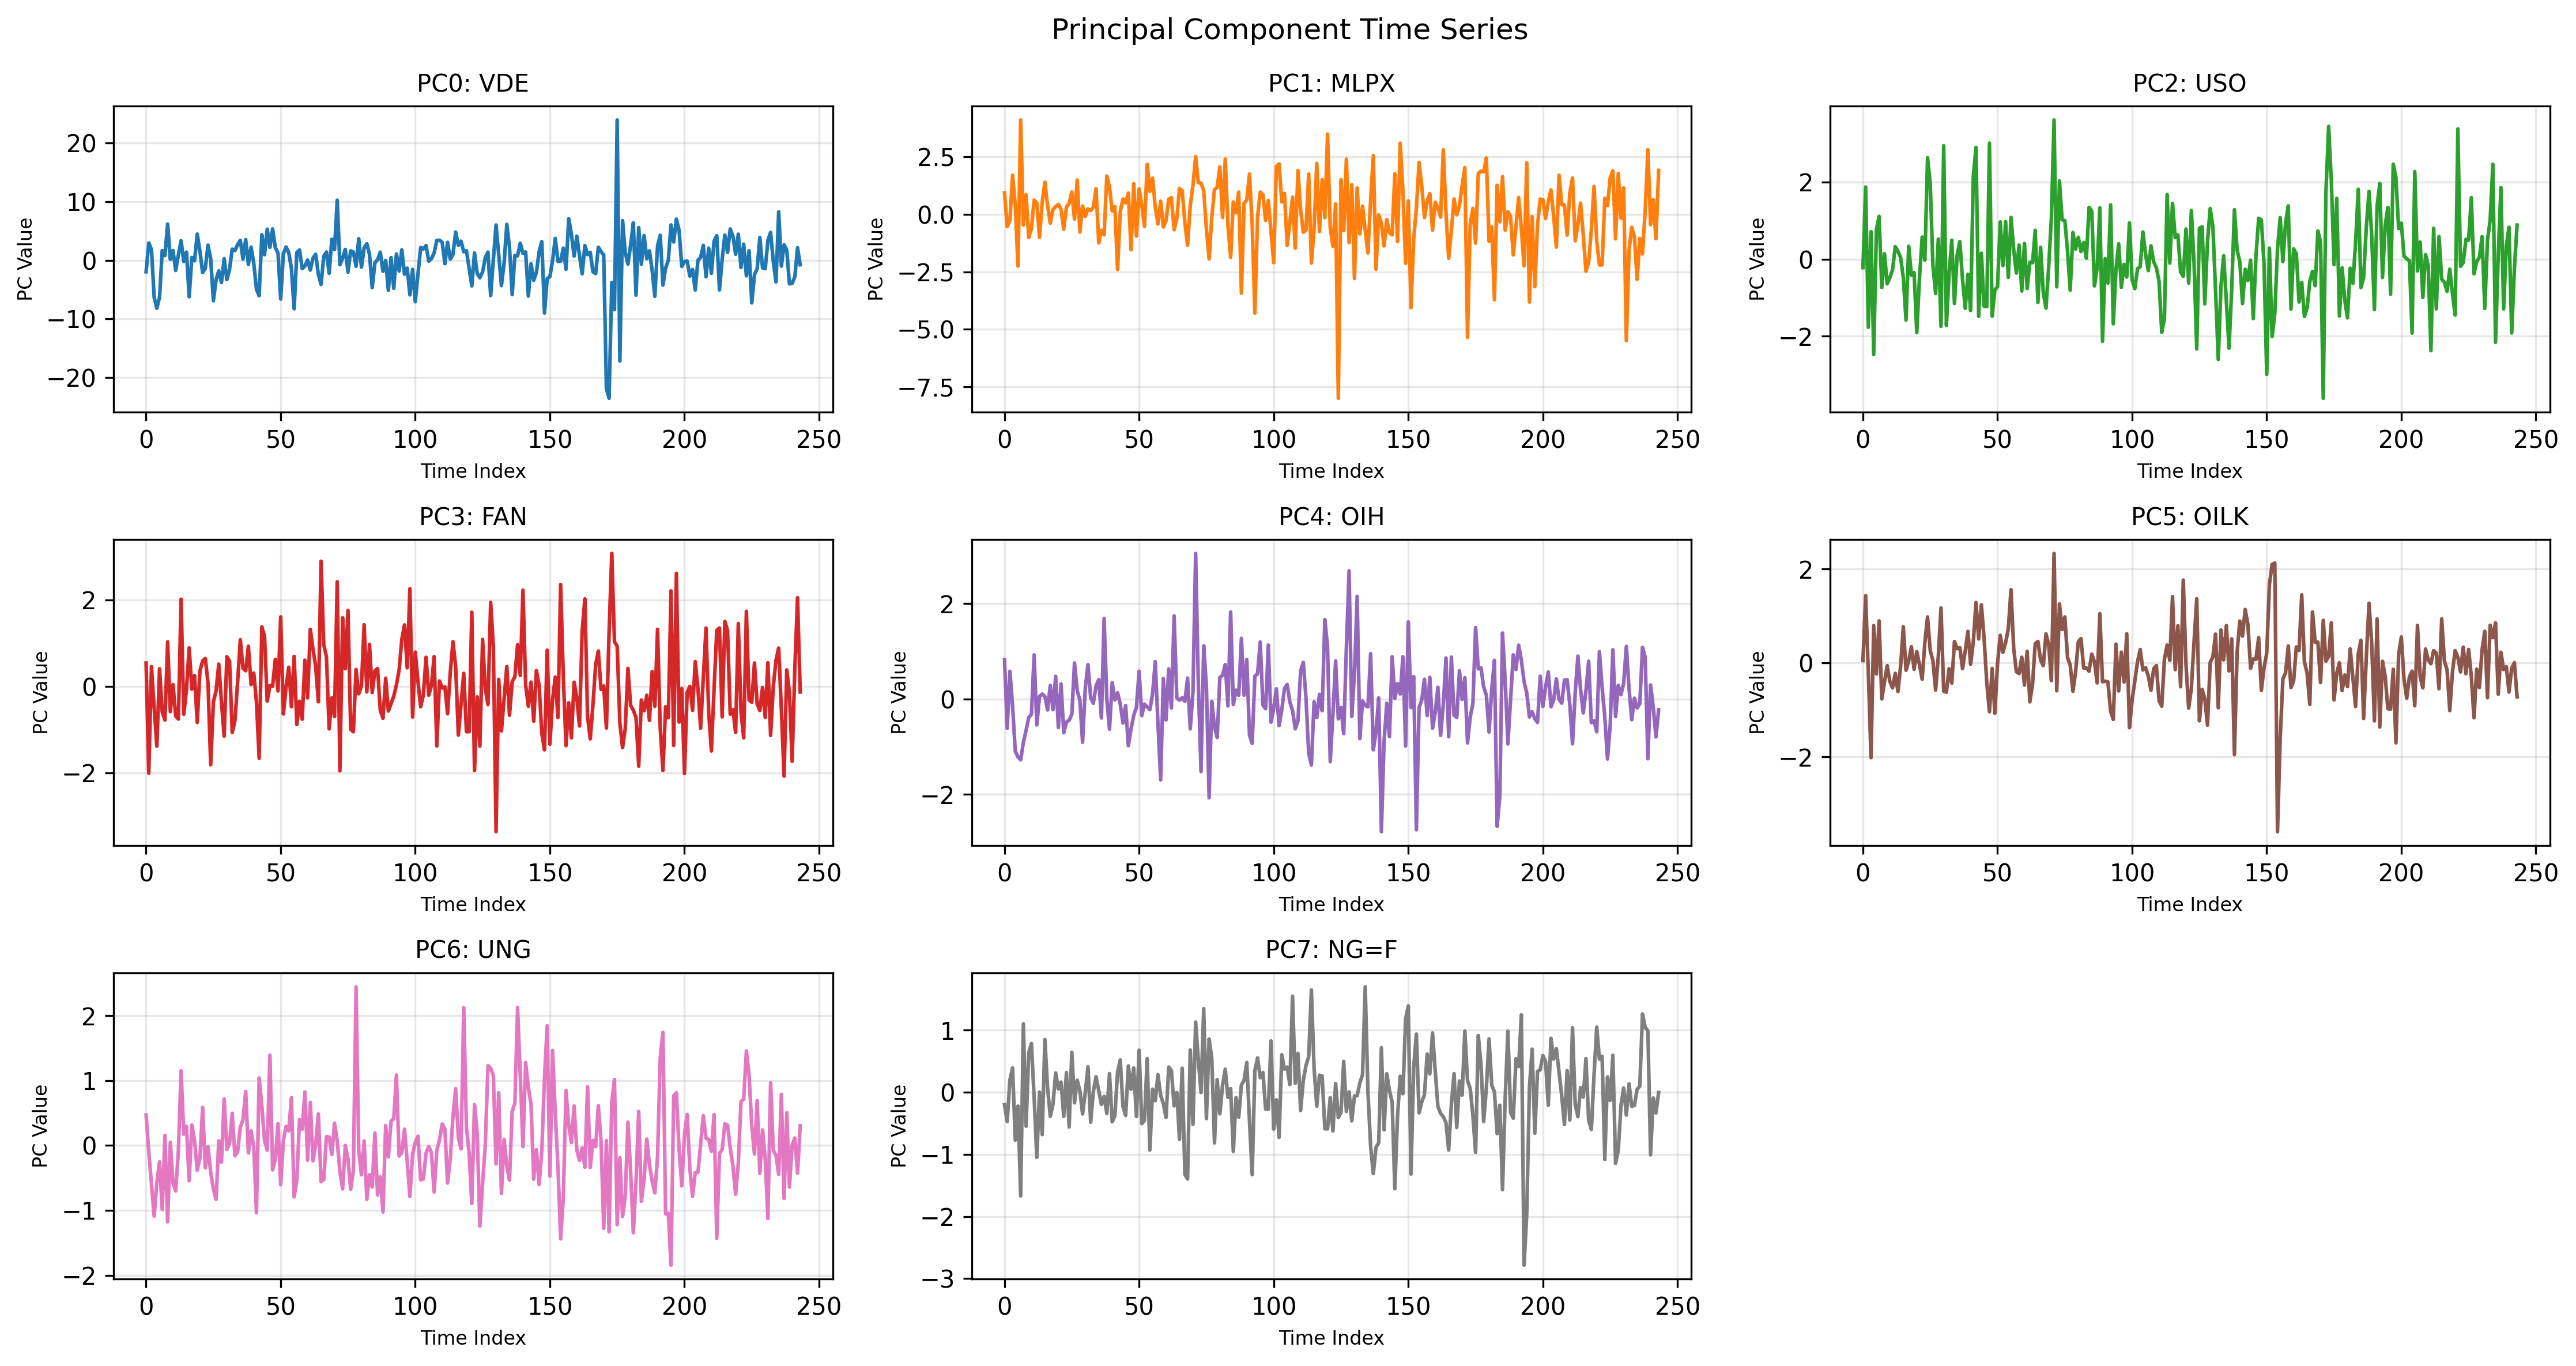 Principal Component Time Series
PC0: VDE
PC Value
20
10
0
−10
−20
0 50 100 150 200 250
Time Index
PC1: MLPX
PC Value
2.5
0.0
−2.5
−5.0
−7.5
0 50 100 150 200 250
Time Index
PC2: USO
PC Value
2
0
−2
0 50 100 150 200 250
Time Index
PC3: FAN
PC Value
2
0
−2
0 50 100 150 200 250
Time Index
PC4: OIH
PC Value
2
0
−2
0 50 100 150 200 250
Time Index
PC5: OILK
PC Value
2
0
−2
0 50 100 150 200 250
Time Index
PC6: UNG
PC Value
2
1
0
−1
−2
0 50 100 150 200 250
Time Index
PC7: NG=F
PC Value
1
0
−1
−2
−3
0 50 100 150 200 250
Time Index